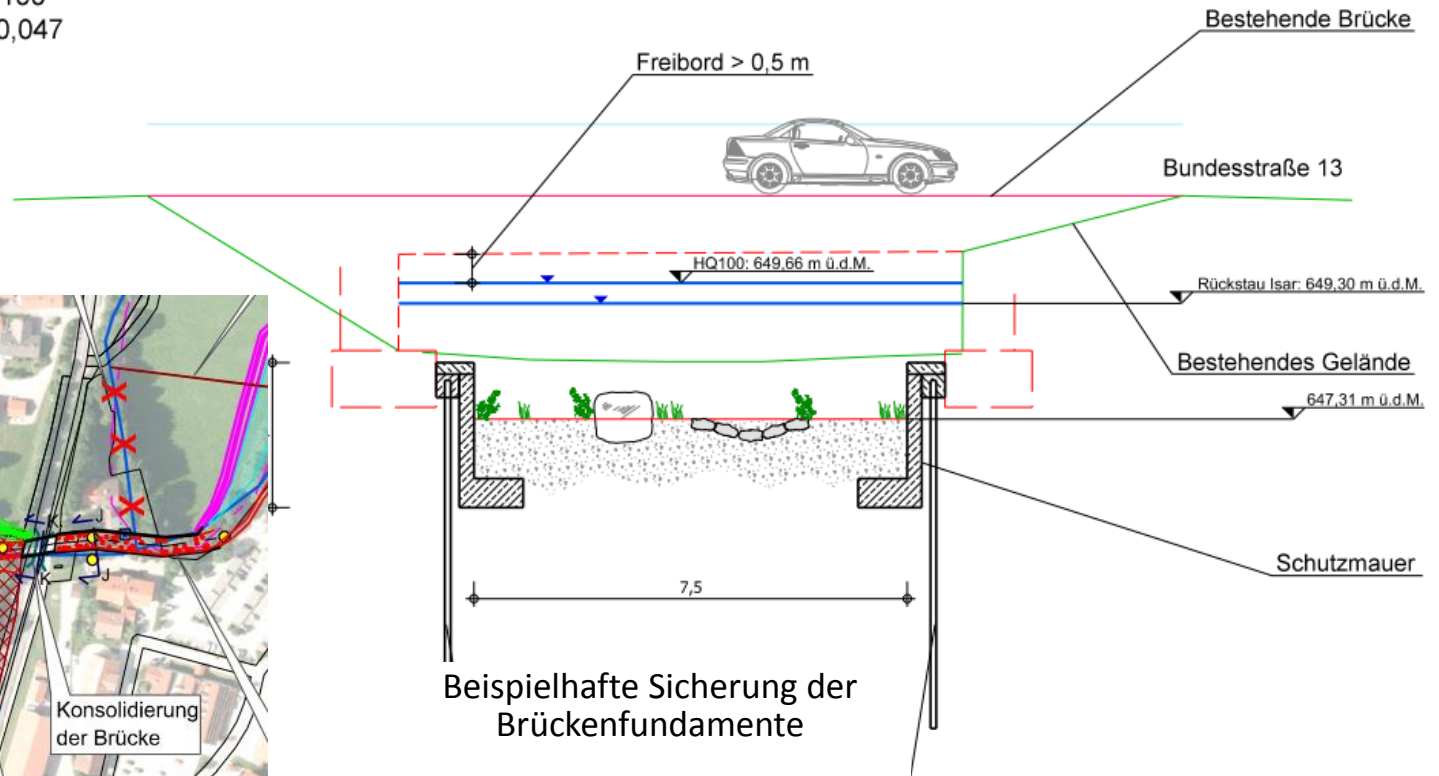 0,047
Bestehende Brücke
Freibord > 0,5 m
Bundesstraße 13
HQ100: 649,66 m ü.d.M.
Rückstau Isar: 649,30 m ü.d.M.
Bestehendes Gelände
647,31 m ü.d.M.
Schutzmauer
7,5
K
J
K
J
Konsolidierung
der Brücke
Beispielhafte Sicherung der
Brückenfundamente